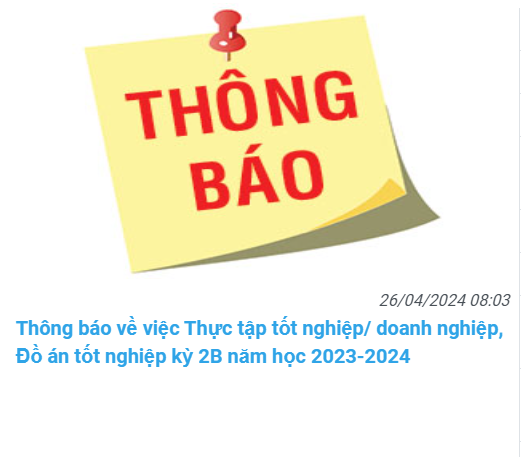 THÔNG
BÁO
26/04/2024 08:03
Thông báo về việc Thực tập tốt nghiệp/ doanh nghiệp,
Đồ án tốt nghiệp kỳ 2B năm học 2023-2024